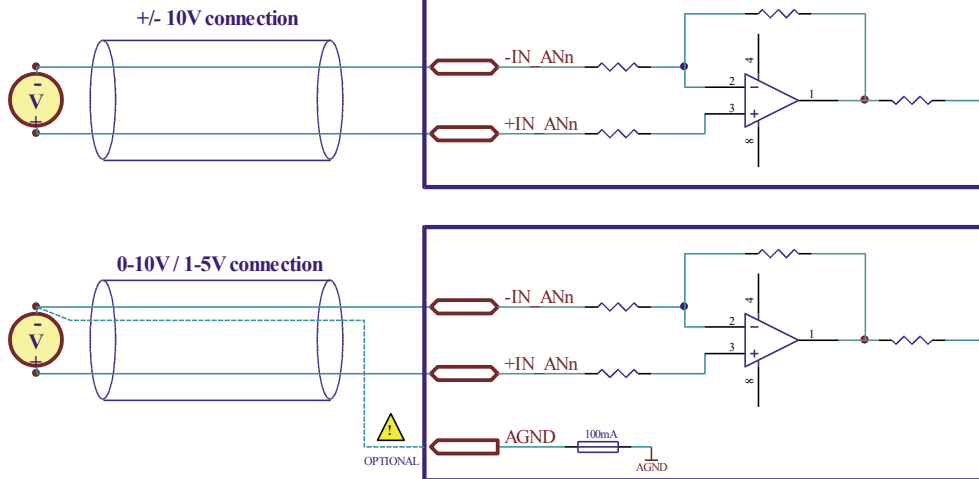 +/- 10V connection
-
V
+
-IN_ANn
+IN_ANn
4
2
-
1
3
+
8
0-10V / 1-5V connection
-
V
+
-IN_ANn
+IN_ANn
4
2
-
1
3
+
8
!
OPTIONAL
AGND
100mA
AGND